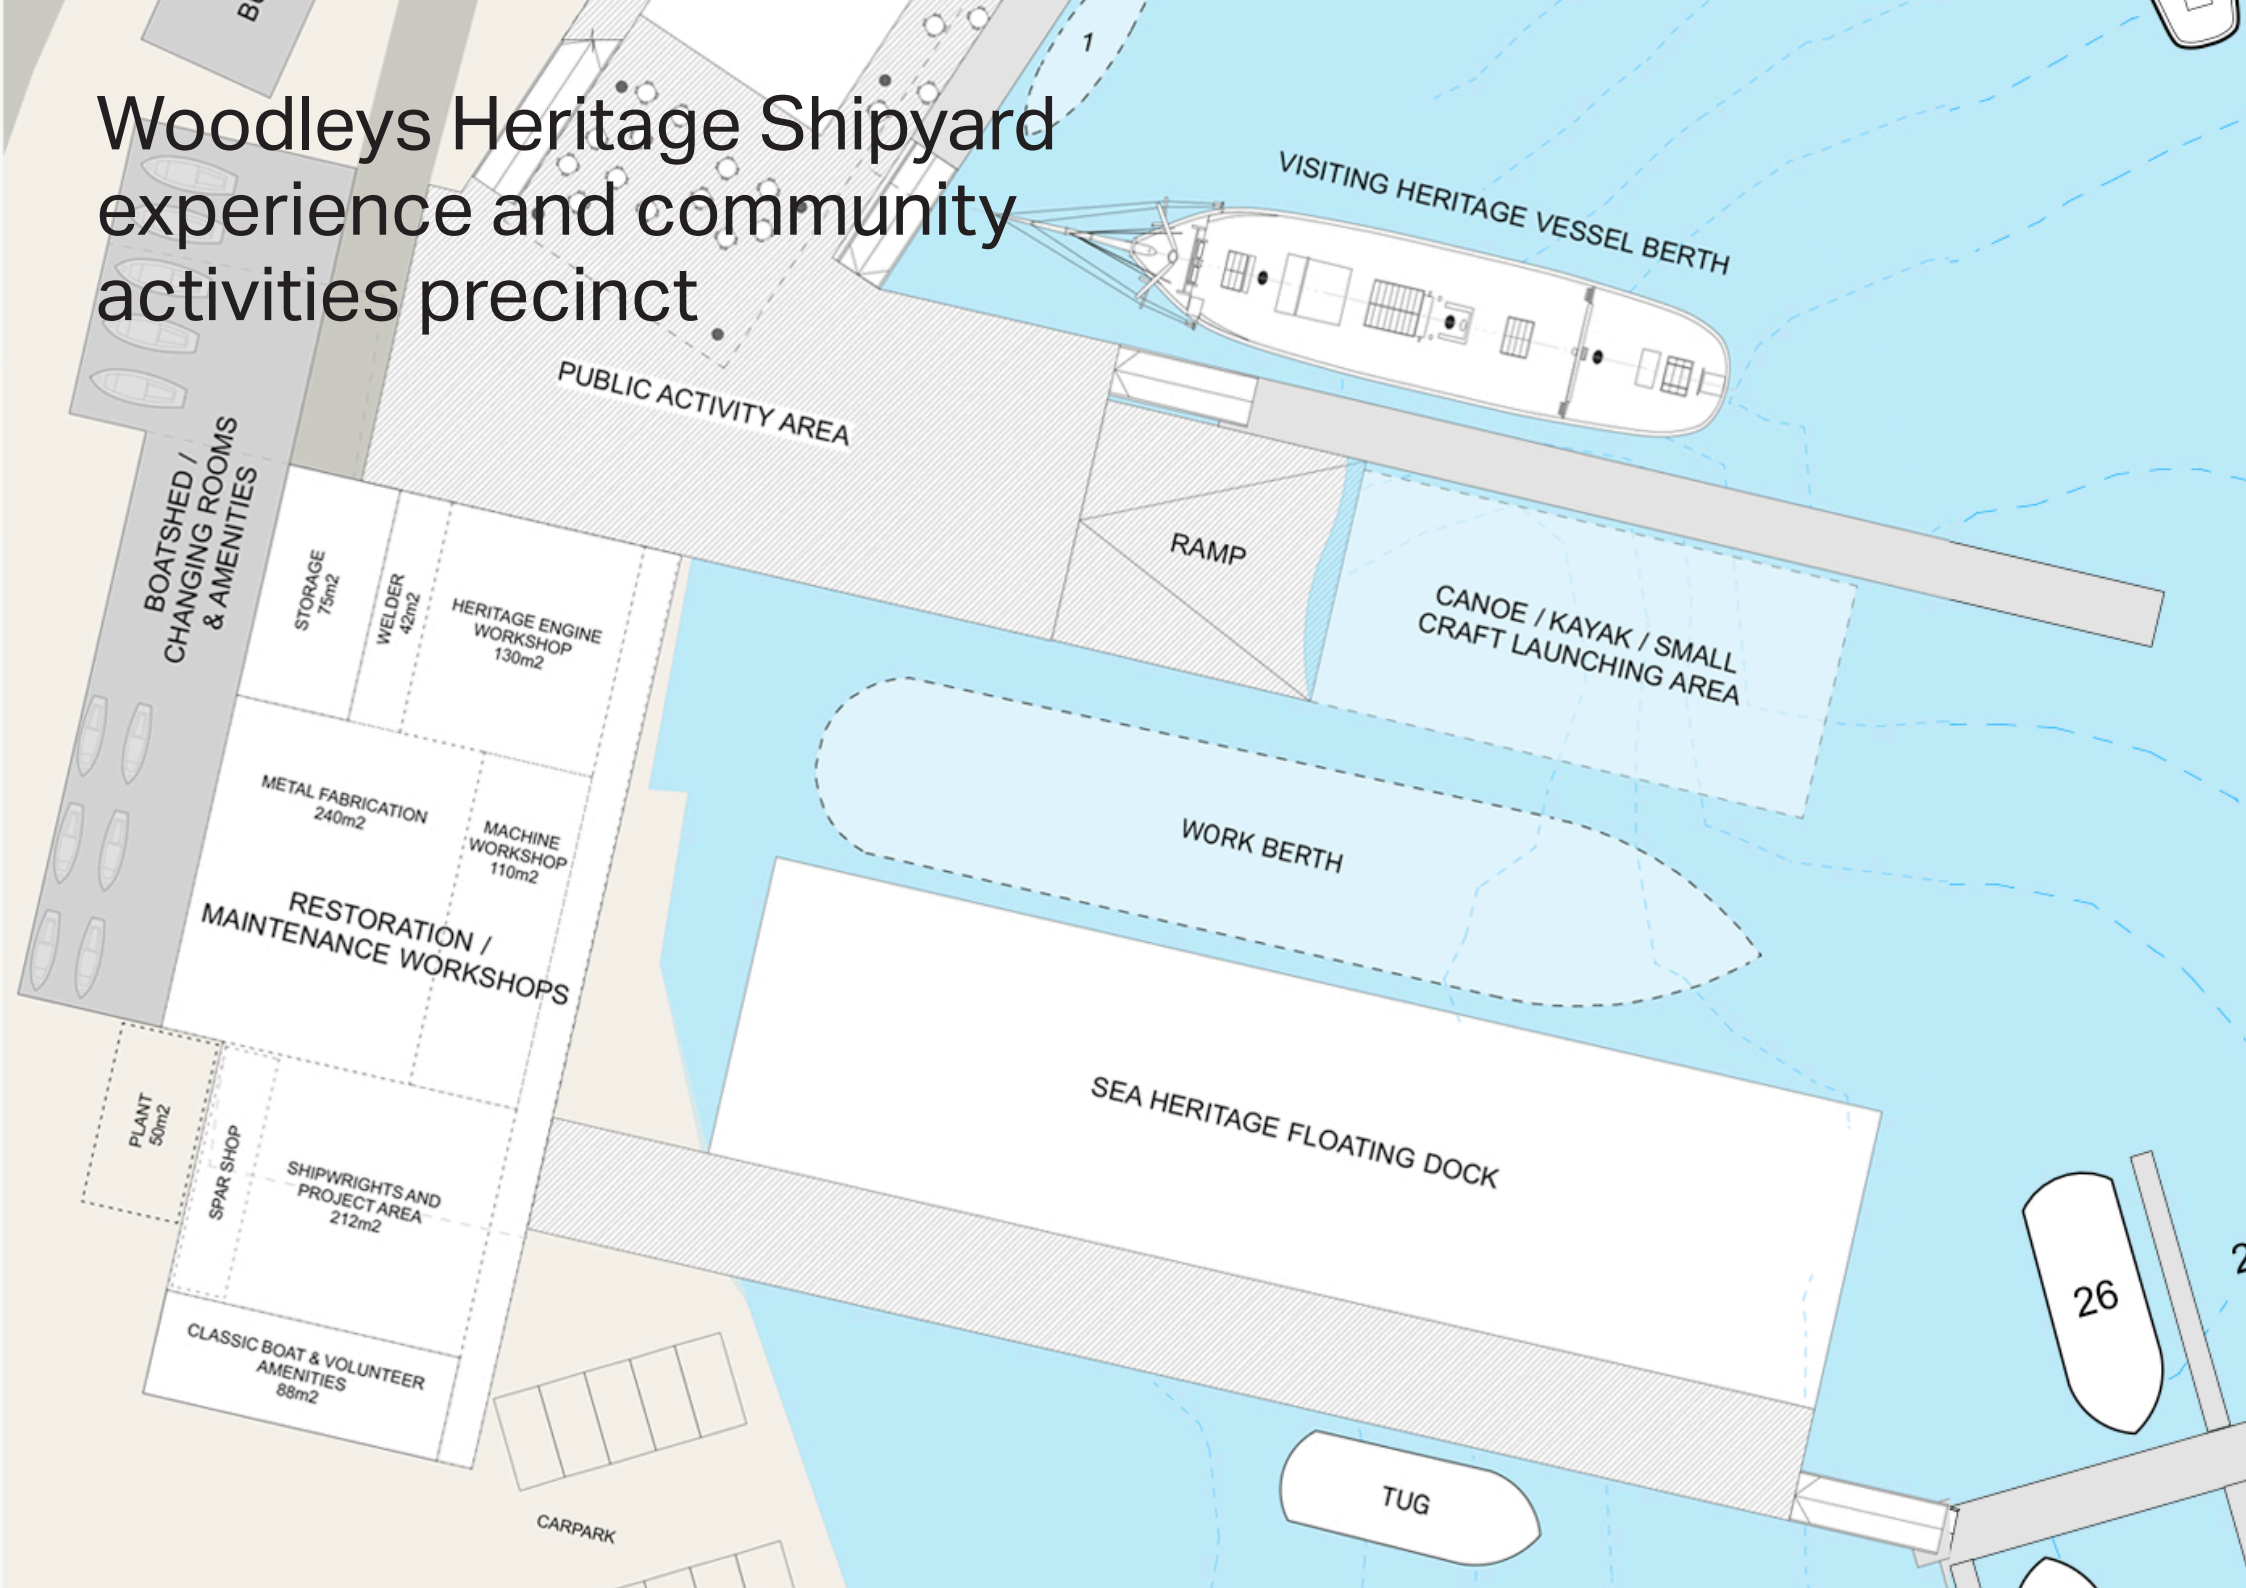 Woodleys Heritage Shipyard
experience and community
activities precinct
1
VISITING HERITAGE VESSEL BERTH
PUBLIC ACTIVITY AREA
BOATSHED /
CHANGING ROOMS
& AMENITIES
STORAGE
75m2
WELDER
42m2
HERITAGE ENGINE
WORKSHOP
130m2
RAMP
CANOE / KAYAK / SMALL
CRAFT LAUNCHING AREA
METAL FABRICATION
240m2
MACHINE
WORKSHOP
110m2
WORK BERTH
RESTORATION /
MAINTENANCE WORKSHOPS
SEA HERITAGE FLOATING DOCK
PLANT
50m2
SPAR SHOP
SHIPWRIGHTS AND
PROJECT AREA
212m2
26
CLASSIC BOAT & VOLUNTEER
AMENITIES
88m2
TUG
CARPARK